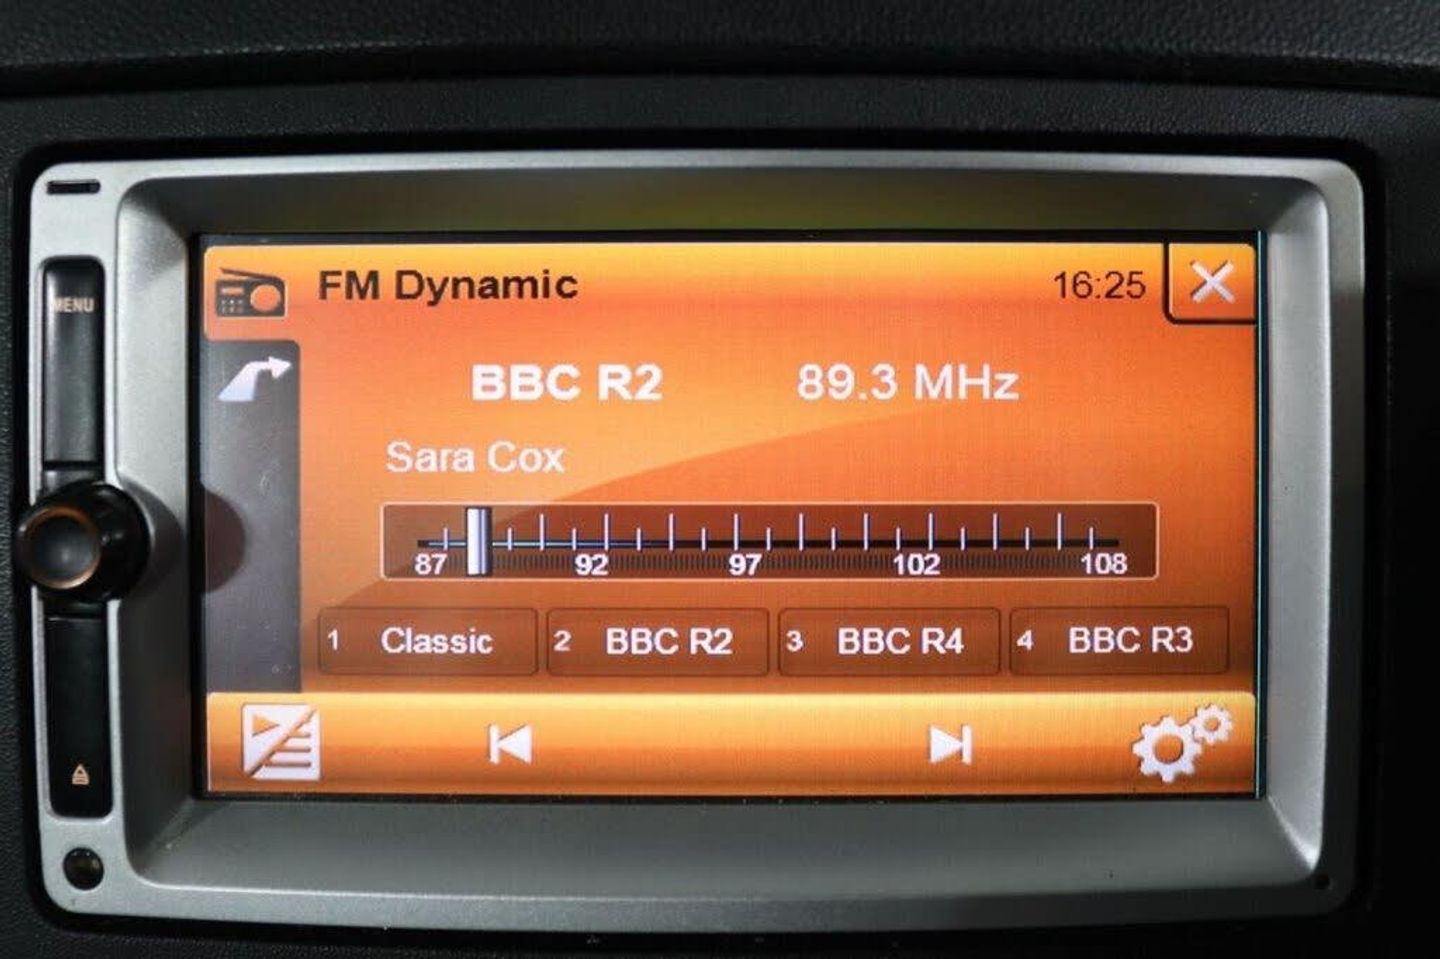 MENU
FM Dynamic 16:25
BBC R2 89.3 MHz
Sara Cox
87 92 97 102 108
1 Classic 2 BBC R2 3 BBC R4 4 BBC R3